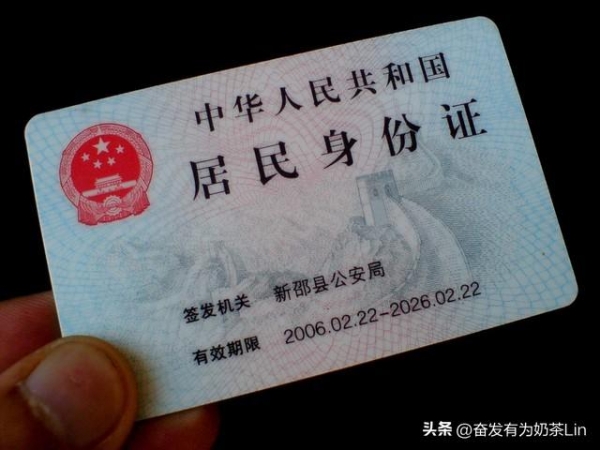 中华人民共和国
居民身份证
签发机关 新邵县公安局
有效期限 2006.02.22-2026.02.22
头条 @奋发有为奶茶Lin